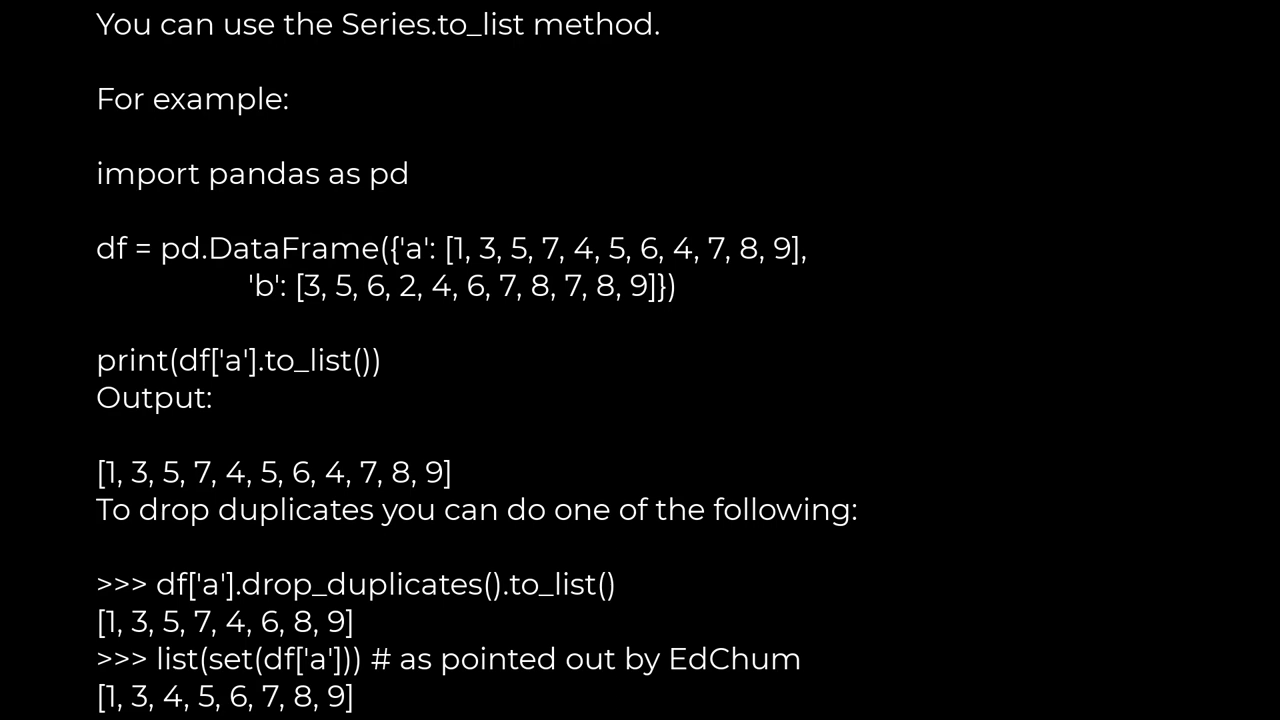 You can use the Series.to_list method.
For example:
import pandas as pd
df = pd.DataFrame({'a': [1, 3, 5, 7, 4, 5, 6, 4, 7, 8, 9],
'b': [3, 5, 6, 2, 4, 6, 7, 8, 7, 8, 9]})
print(df['a'].to_list())
Output:
[1, 3, 5, 7, 4, 5, 6, 4, 7, 8, 9]
To drop duplicates you can do one of the following:
>>> df['a'].drop_duplicates().to_list()
[1, 3, 5, 7, 4, 6, 8, 9]
>>> list(set(df['a'])) # as pointed out by EdChum
[1, 3, 4, 5, 6, 7, 8, 9]